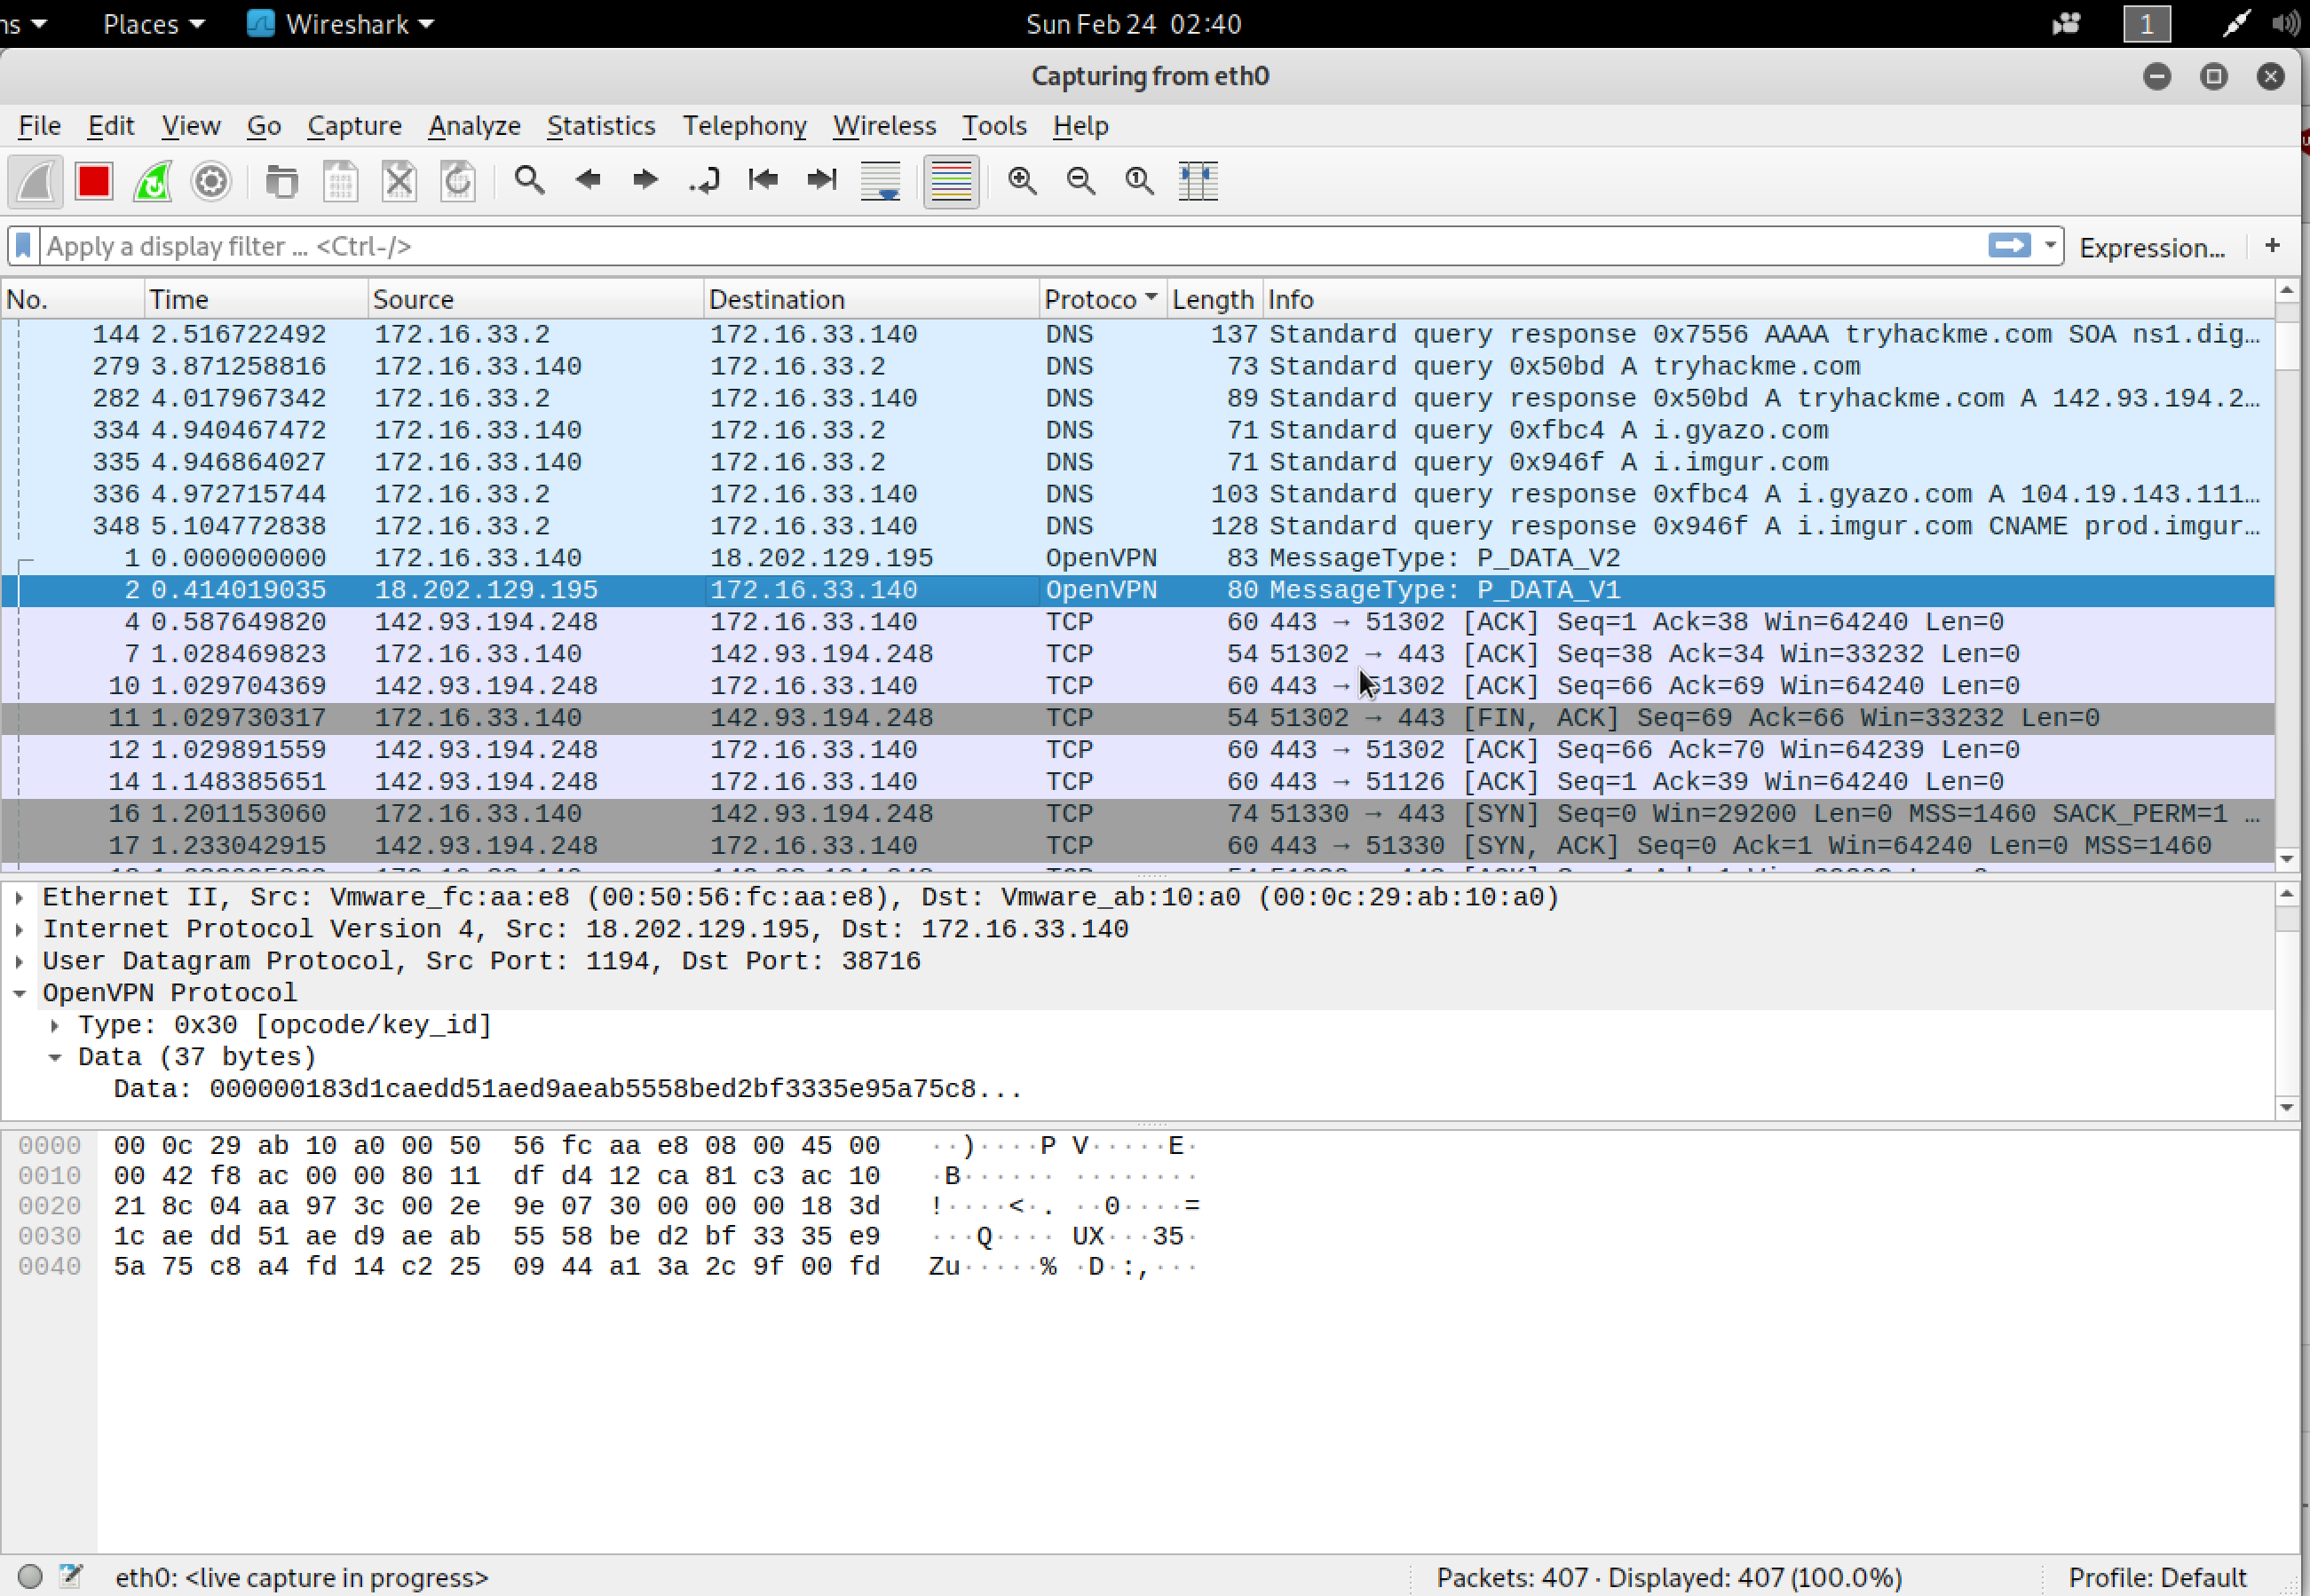 ns Places Wireshark Sun Feb 24 02:40 1
Capturing from eth0
File Edit View Go Capture Analyze Statistics Telephony Wireless Tools Help
Apply a display filter ... <Ctrl-/> Expression... +
No. Time Source Destination Protoco Length Info
144 2.516722492 172.16.33.2 172.16.33.140 DNS 137 Standard query response 0x7556 AAAA tryhackme.com SOA ns1.dig...
279 3.871258816 172.16.33.140 172.16.33.2 DNS 73 Standard query 0x50bd A tryhackme.com
282 4.017967342 172.16.33.2 172.16.33.140 DNS 89 Standard query response 0x50bd A tryhackme.com A 142.93.194.2...
334 4.940467472 172.16.33.140 172.16.33.2 DNS 71 Standard query 0xfbc4 A i.gyazo.com
335 4.946864027 172.16.33.140 172.16.33.2 DNS 71 Standard query 0x946f A i.imgur.com
336 4.972715744 172.16.33.2 172.16.33.140 DNS 103 Standard query response 0xfbc4 A i.gyazo.com A 104.19.143.111...
348 5.104772838 172.16.33.2 172.16.33.140 DNS 128 Standard query response 0x946f A i.imgur.com CNAME prod.imgur...
1 0.000000000 172.16.33.140 18.202.129.195 OpenVPN 83 MessageType: P_DATA_V2
2 0.414019035 18.202.129.195 172.16.33.140 OpenVPN 80 MessageType: P_DATA_V1
4 0.587649820 142.93.194.248 172.16.33.140 TCP 60 443 → 51302 [ACK] Seq=1 Ack=38 Win=64240 Len=0
7 1.028469823 172.16.33.140 142.93.194.248 TCP 54 51302 → 443 [ACK] Seq=38 Ack=34 Win=33232 Len=0
10 1.029704369 142.93.194.248 172.16.33.140 TCP 60 443 → 51302 [ACK] Seq=66 Ack=69 Win=64240 Len=0
11 1.029730317 172.16.33.140 142.93.194.248 TCP 54 51302 → 443 [FIN, ACK] Seq=69 Ack=66 Win=33232 Len=0
12 1.029891559 142.93.194.248 172.16.33.140 TCP 60 443 → 51302 [ACK] Seq=66 Ack=70 Win=64239 Len=0
14 1.148385651 142.93.194.248 172.16.33.140 TCP 60 443 → 51126 [ACK] Seq=1 Ack=39 Win=64240 Len=0
16 1.201153060 172.16.33.140 142.93.194.248 TCP 74 51330 → 443 [SYN] Seq=0 Win=29200 Len=0 MSS=1460 SACK_PERM=1 ...
17 1.233042915 142.93.194.248 172.16.33.140 TCP 60 443 → 51330 [SYN, ACK] Seq=0 Ack=1 Win=64240 Len=0 MSS=1460
Ethernet II, Src: Vmware_fc:aa:e8 (00:50:56:fc:aa:e8), Dst: Vmware_ab:10:a0 (00:0c:29:ab:10:a0)
Internet Protocol Version 4, Src: 18.202.129.195, Dst: 172.16.33.140
User Datagram Protocol, Src Port: 1194, Dst Port: 38716
OpenVPN Protocol
Type: 0x30 [opcode/key_id]
Data (37 bytes)
Data: 000000183d1caedd51aed9aeab5558bed2bf3335e95a75c8...
0000 00 0c 29 ab 10 a0 00 50 56 fc aa e8 08 00 45 00 ··)····P V·····E·
0010 00 42 f8 ac 00 00 80 11 df d4 12 ca 81 c3 ac 10 ·B······ ········
0020 21 8c 04 aa 97 3c 00 2e 9e 07 30 00 00 00 18 3d !····<·. ··0····=
0030 1c ae dd 51 ae d9 ae ab 55 58 be d2 bf 33 35 e9 ···Q···· UX···35·
0040 5a 75 c8 a4 fd 14 c2 25 09 44 a1 3a 2c 9f 00 fd Zu·····% ·D·:,···
eth0: <live capture in progress> Packets: 407 · Displayed: 407 (100.0%) Profile: Default